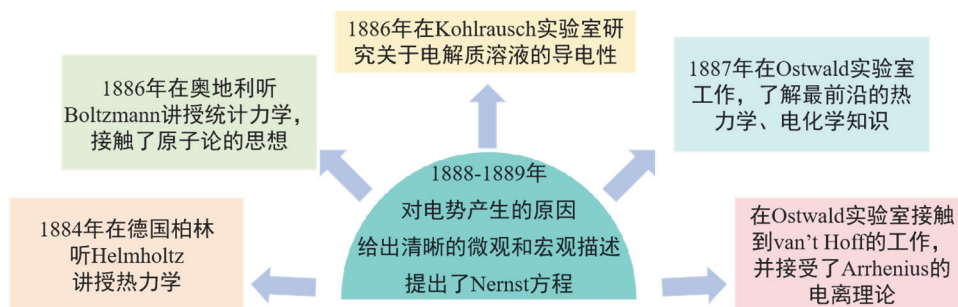 1886年在Kohlrausch实验室研
究关于电解质溶液的导电性
1886年在奥地利听
Boltzmann讲授统计力学，
接触了原子论的思想
1887年在Ostwald实验室
工作，了解最前沿的热
力学、电化学知识
1884年在德国柏林
听Helmholtz
讲授热力学
1888-1889年
对电势产生的原因
给出清晰的微观和宏观描述
提出了Nernst方程
在Ostwald实验室接触
到van’t Hoff的工作，
并接受了Arrhenius的
电离理论